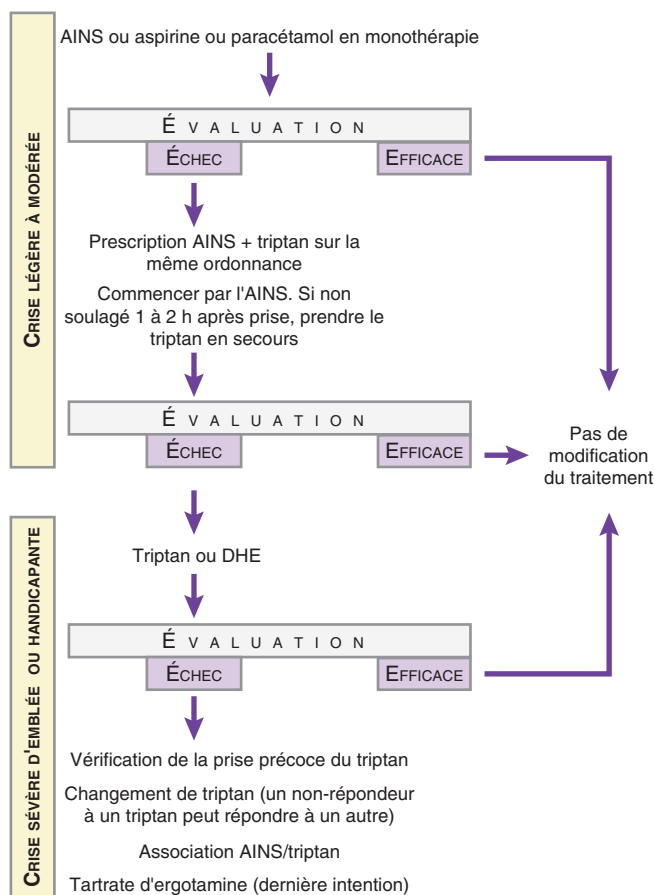 AINS ou aspirine ou paracétamol en monothérapie
CRISE LÉGÈRE À MODÉRÉE
ÉVALUATION
ÉCHEC
EFFICACE
Prescription AINS + triptan sur la
même ordonnance
Commencer par l'AINS. Si non
soulagé 1 à 2 h après prise, prendre le
triptan en secours
ÉVALUATION
ÉCHEC
EFFICACE
Pas de
modification
du traitement
CRISE SÉVÈRE D'EMBLÉE OU HANDICAPANTE
Triptan ou DHE
ÉVALUATION
ÉCHEC
EFFICACE
Vérification de la prise précoce du triptan
Changement de triptan (un non-répondeur
à un triptan peut répondre à un autre)
Association AINS/triptan
Tartrate d'ergotamine (dernière intention)